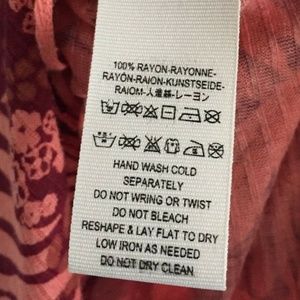 100% RAYON-RAYONNE-
RAYÓN-RAION-KUNSTSEIDE-
RAIOM-人造絲-レーヨン
HAND WASH COLD
SEPARATELY
DO NOT WRING OR TWIST
DO NOT BLEACH
RESHAPE & LAY FLAT TO DRY
LOW IRON AS NEEDED
DO NOT DRY CLEAN